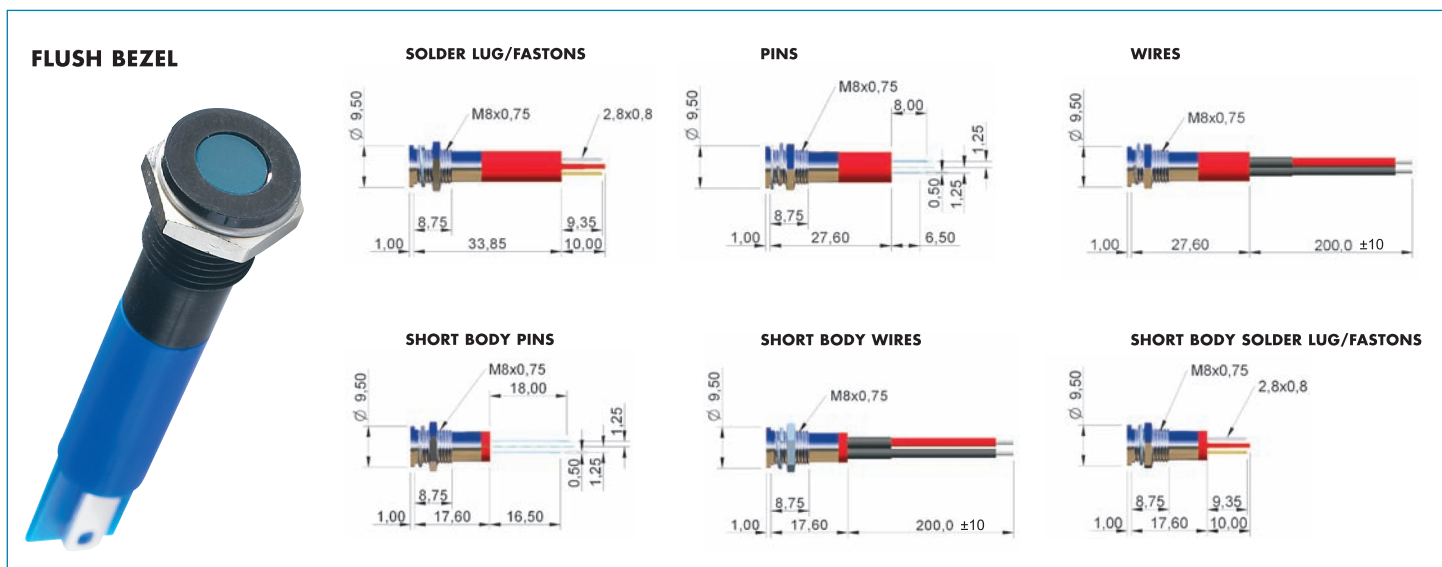 FLUSH BEZEL
SOLDER LUG/FASTONS
Ø 9,50
M8x0,75
2,8x0,8
8,75
9,35
1,00
33,85
10,00
PINS
Ø 9,50
M8x0,75
8,00
1,25
0,50
1,25
8,75
1,00
27,60
6,50
WIRES
Ø 9,50
M8x0,75
1,00
27,60
200,0 ±10
SHORT BODY PINS
Ø 9,50
M8x0,75
18,00
1,25
0,50
1,25
8,75
1,00
17,60
16,50
SHORT BODY WIRES
Ø 9,50
M8x0,75
8,75
1,00
17,60
200,0 ±10
SHORT BODY SOLDER LUG/FASTONS
Ø 9,50
M8x0,75
2,8x0,8
8,75
9,35
1,00
17,60
10,00